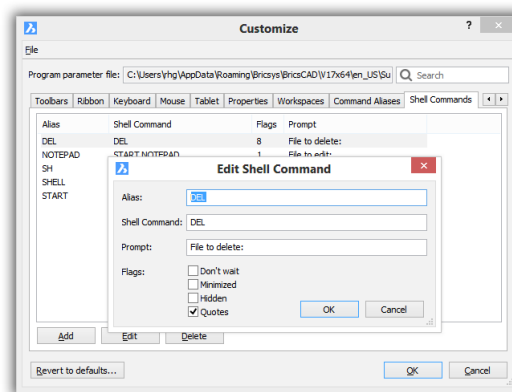 Customize
File
Program parameter file: C:\Users\rhg\AppData\Roaming\Bricsys\BricsCAD\V17x64\en_US\Su Search
Toolbars Ribbon Keyboard Mouse Tablet Properties Workspaces Command Aliases Shell Commands
Alias Shell Command Flags Prompt
DEL DEL 8 File to delete:
NOTEPAD START NOTEPAD 1 File to edit:
SH
SHELL
START
Edit Shell Command
Alias: DEL
Shell Command: DEL
Prompt: File to delete:
Flags: Don't wait
Minimized
Hidden
Quotes
OK Cancel
Add Edit Delete
Revert to defaults... OK Cancel